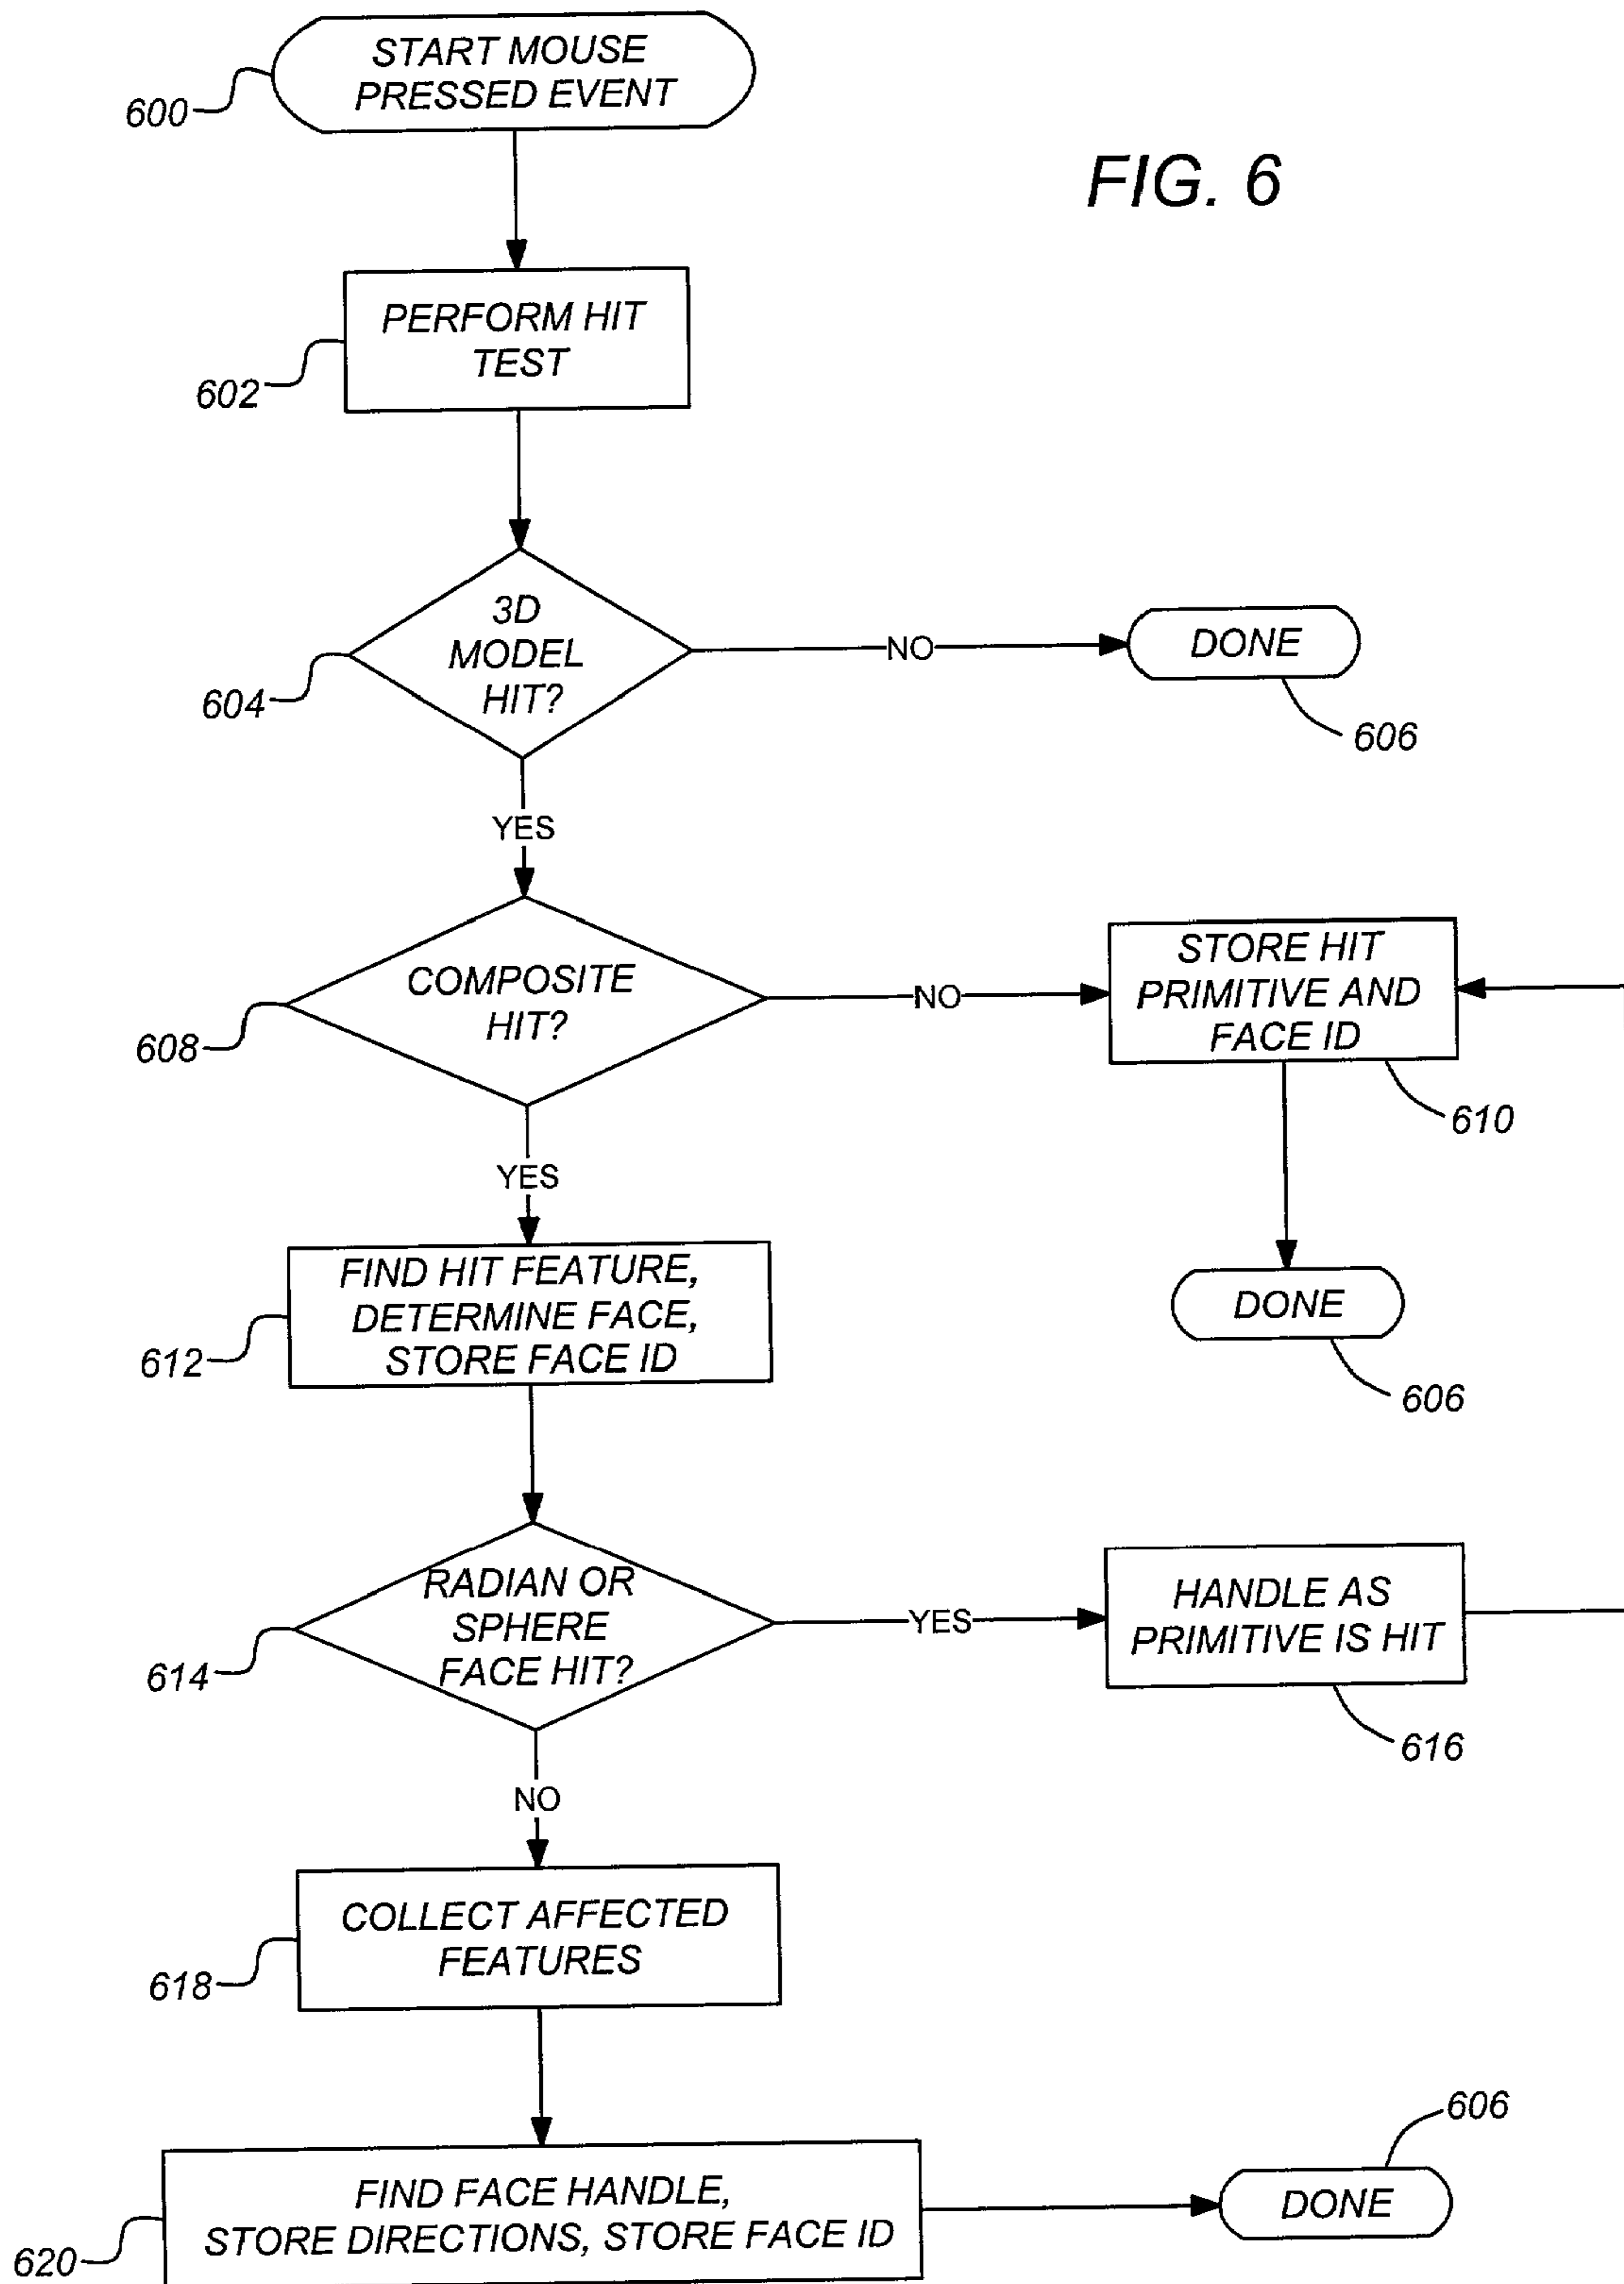 START MOUSE
PRESSED EVENT
600
FIG. 6
PERFORM HIT
TEST
602
3D
MODEL
HIT?
604
NO
DONE
606
YES
COMPOSITE
HIT?
608
NO
STORE HIT
PRIMITIVE AND
FACE ID
610
YES
FIND HIT FEATURE,
DETERMINE FACE,
STORE FACE ID
612
DONE
606
RADIAN OR
SPHERE
FACE HIT?
614
YES
HANDLE AS
PRIMITIVE IS HIT
616
NO
COLLECT AFFECTED
FEATURES
618
FIND FACE HANDLE,
STORE DIRECTIONS, STORE FACE ID
620
606
DONE